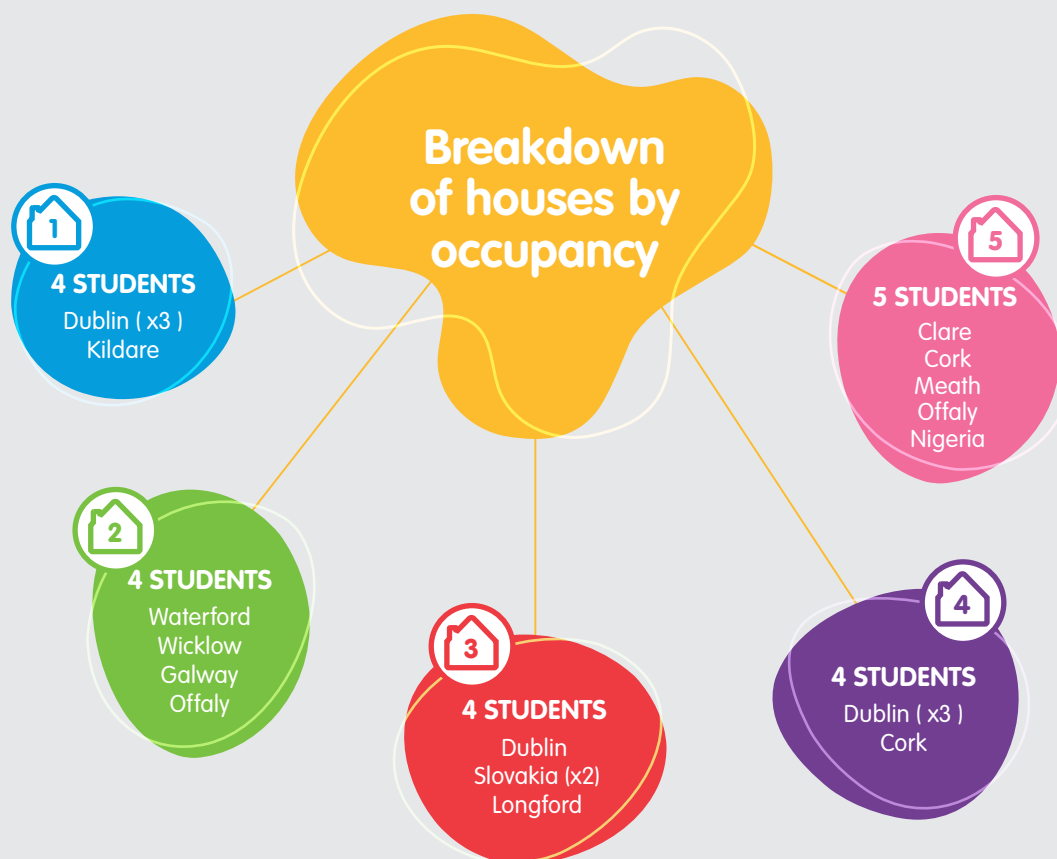 Breakdown
of houses by
occupancy
1
4 STUDENTS
Dublin ( x3 )
Kildare
2
4 STUDENTS
Waterford
Wicklow
Galway
Offaly
3
4 STUDENTS
Dublin
Slovakia (x2)
Longford
4
4 STUDENTS
Dublin ( x3 )
Cork
5
5 STUDENTS
Clare
Cork
Meath
Offaly
Nigeria